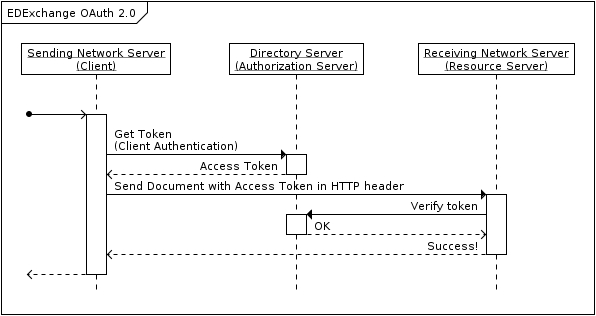 EDExchange OAuth 2.0
Sending Network Server
(Client)
Directory Server
(Authorization Server)
Receiving Network Server
(Resource Server)
Get Token
(Client Authentication)
Access Token
Send Document with Access Token in HTTP header
Verify token
OK
Success!